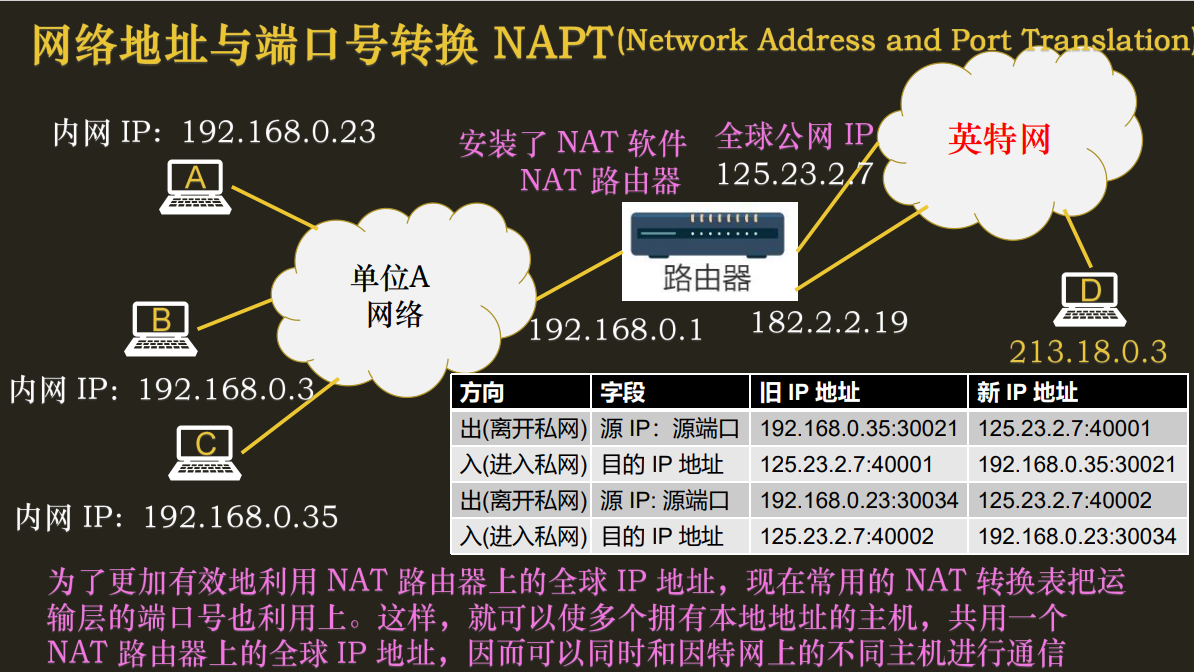 网络地址与端口号转换 NAPT(Network Address and Port Translation)
内网 IP：192.168.0.23
A
安装了 NAT 软件
NAT 路由器
全球公网 IP
125.23.2.7
英特网
路由器
单位A
网络
B
内网 IP：192.168.0.3
192.168.0.1
182.2.2.19
D
213.18.0.3
C
内网 IP：192.168.0.35
方向 字段 旧 IP 地址 新 IP 地址
出(离开私网) 源 IP：源端口 192.168.0.35:30021 125.23.2.7:40001
入(进入私网) 目的 IP 地址 125.23.2.7:40001 192.168.0.35:30021
出(离开私网) 源 IP: 源端口 192.168.0.23:30034 125.23.2.7:40002
入(进入私网) 目的 IP 地址 125.23.2.7:40002 192.168.0.23:30034
为了更加有效地利用 NAT 路由器上的全球 IP 地址，现在常用的 NAT 转换表把运
输层的端口号也利用上。这样，就可以使多个拥有本地地址的主机，共用一个
NAT 路由器上的全球 IP 地址，因而可以同时和因特网上的不同主机进行通信